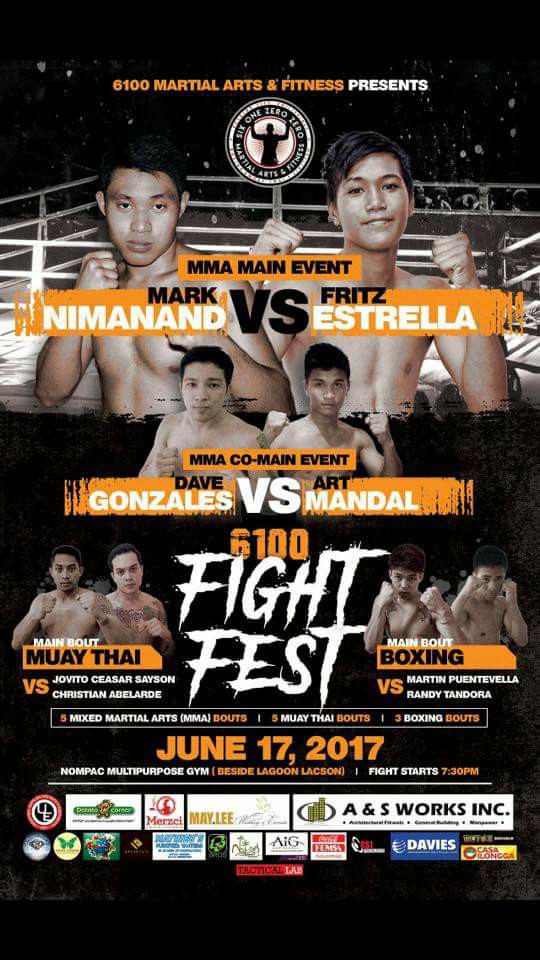 6100 MARTIAL ARTS & FITNESS PRESENTS
SIX ONE ZERO ZERO
MARTIAL ARTS & FITNESS
MMA MAIN EVENT
MARK NIMANAND VS FRITZ ESTRELLA
MMA CO-MAIN EVENT
DAVE GONZALES VS ART MANDAL
6100
FIGHT
FEST
MAIN BOUT
MUAY THAI
VS JOVITO CEASAR SAYSON
CHRISTIAN ABELARDE
MAIN BOUT
BOXING
VS MARTIN PUENTEVELLA
RANDY TANDORA
5 MIXED MARTIAL ARTS (MMA) BOUTS | 5 MUAY THAI BOUTS | 3 BOXING BOUTS
JUNE 17, 2017
NOMPAC MULTIPURPOSE GYM ( BESIDE LAGOON LACSON) | FIGHT STARTS 7:30PM
Potato Corner
Merzci
MAY.LEE
A & S WORKS INC.
Architectural Fitouts • General Building • Manpower
AiG
Coca-Cola
FEMSA
DAVIES
CASA ILONGGA
TACTICAL LAB